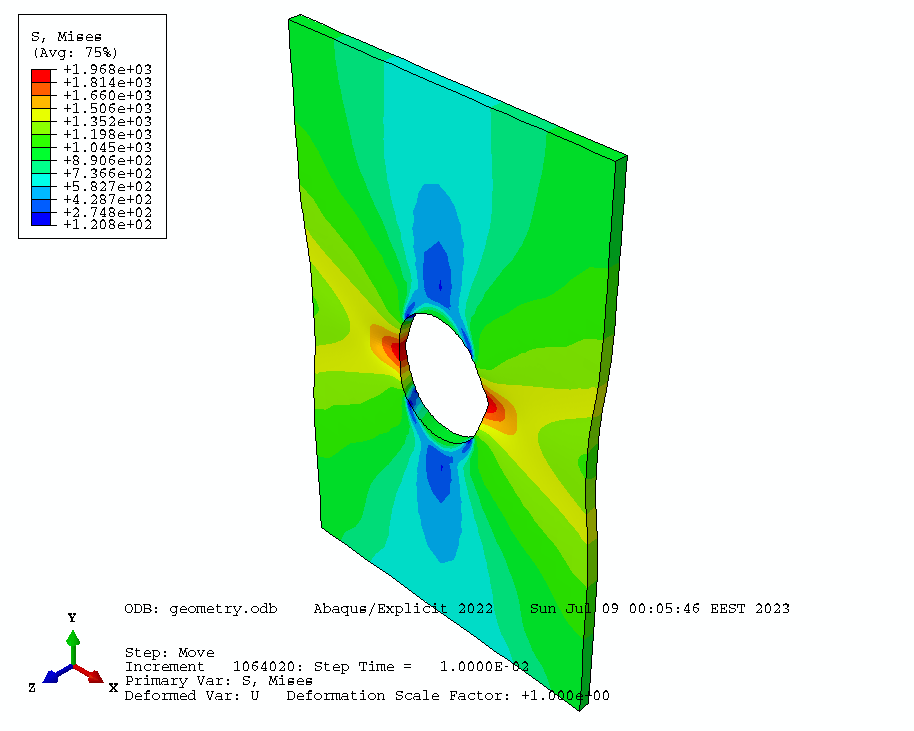 S, Mises
(Avg: 75%)
+1.968e+03
+1.814e+03
+1.660e+03
+1.506e+03
+1.352e+03
+1.198e+03
+1.045e+03
+8.906e+02
+7.366e+02
+5.827e+02
+4.287e+02
+2.748e+02
+1.208e+02
ODB: geometry.odb    Abaqus/Explicit 2022    Sun Jul 09 00:05:46 EEST 2023
Y
Z
X
Step: Move
Increment   1064020: Step Time =   1.0000E-02
Primary Var: S, Mises
Deformed Var: U   Deformation Scale Factor: +1.000e+00